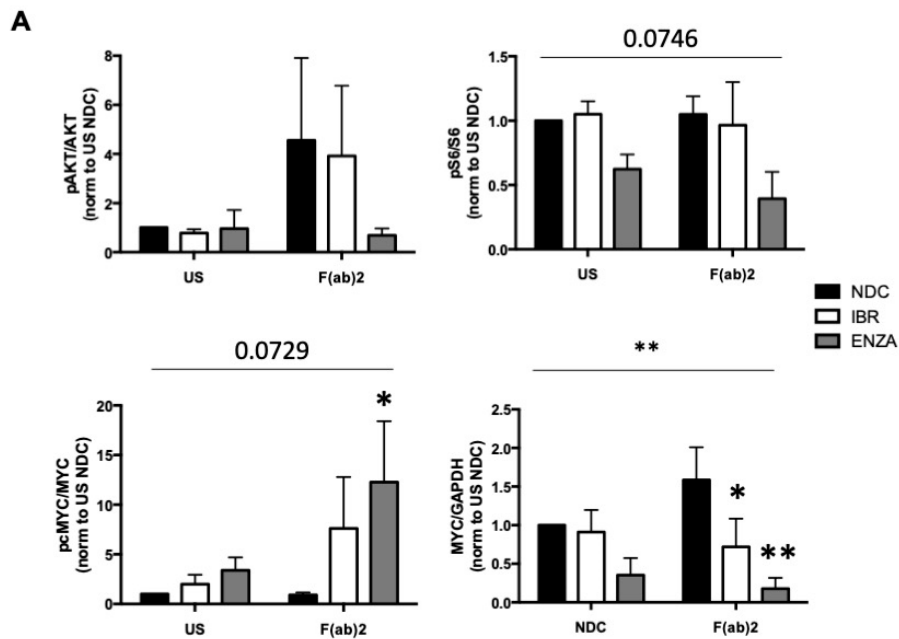 A
pAKT/AKT
(norm to US NDC)
8
6
4
2
0
US
F(ab)2
0.0746
pS6/S6
(norm to US NDC)
1.5
1.0
0.5
0.0
US
F(ab)2
NDC
IBR
ENZA
0.0729
pcMYC/MYC
(norm to US NDC)
20
15
10
5
0
*
US
F(ab)2
**
MYC/GAPDH
(norm to US NDC)
2.5
2.0
1.5
1.0
0.5
0.0
*
**
NDC
F(ab)2